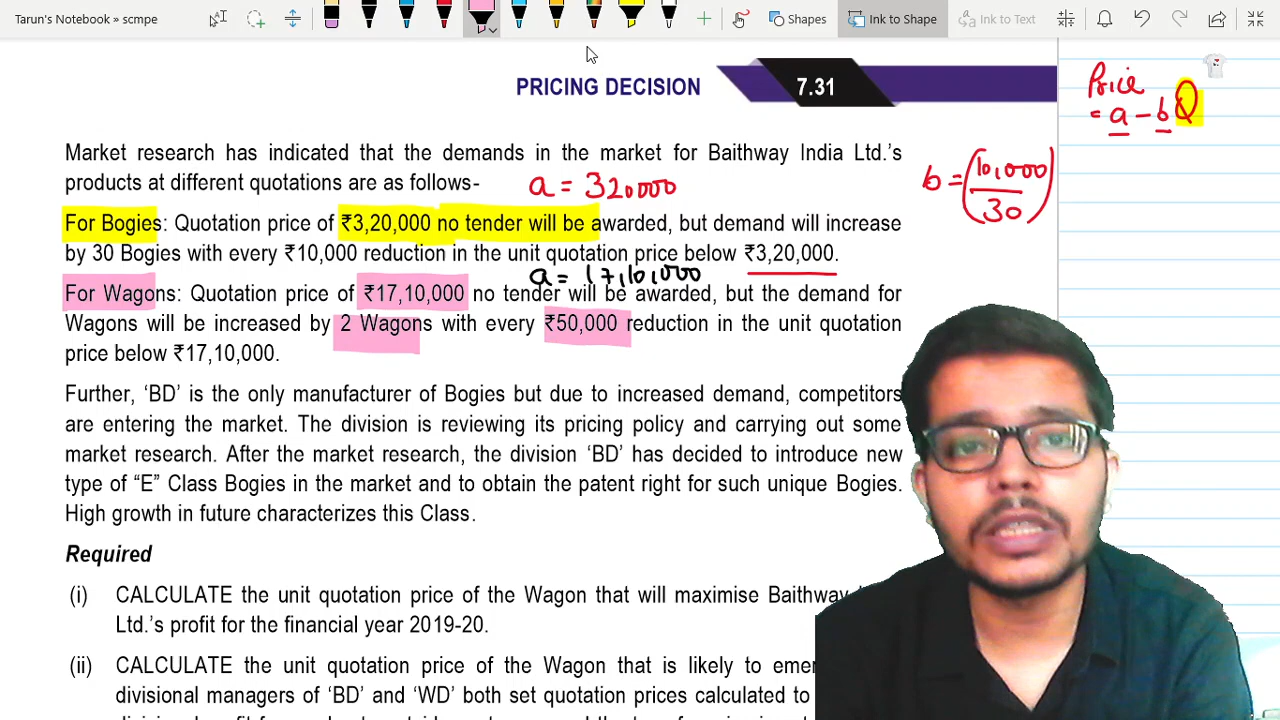 Tarun's Notebook » scmpe
Shapes
Ink to Shape
Ink to Text
PRICING DECISION
7.31
Price
= a - bQ
Market research has indicated that the demands in the market for Baithway India Ltd.'s
products at different quotations are as follows-
a = 320000
b = (10,000/30)
For Bogies: Quotation price of ₹3,20,000 no tender will be awarded, but demand will increase
by 30 Bogies with every ₹10,000 reduction in the unit quotation price below ₹3,20,000.
a = 17,10,000
For Wagons: Quotation price of ₹17,10,000 no tender will be awarded, but the demand for
Wagons will be increased by 2 Wagons with every ₹50,000 reduction in the unit quotation
price below ₹17,10,000.
Further, 'BD' is the only manufacturer of Bogies but due to increased demand, competitors
are entering the market. The division is reviewing its pricing policy and carrying out some
market research. After the market research, the division 'BD' has decided to introduce new
type of "E" Class Bogies in the market and to obtain the patent right for such unique Bogies.
High growth in future characterizes this Class.
Required
(i) CALCULATE the unit quotation price of the Wagon that will maximise Baithway
Ltd.'s profit for the financial year 2019-20.
(ii) CALCULATE the unit quotation price of the Wagon that is likely to
divisional managers of 'BD' and 'WD' both set quotation prices calculated to